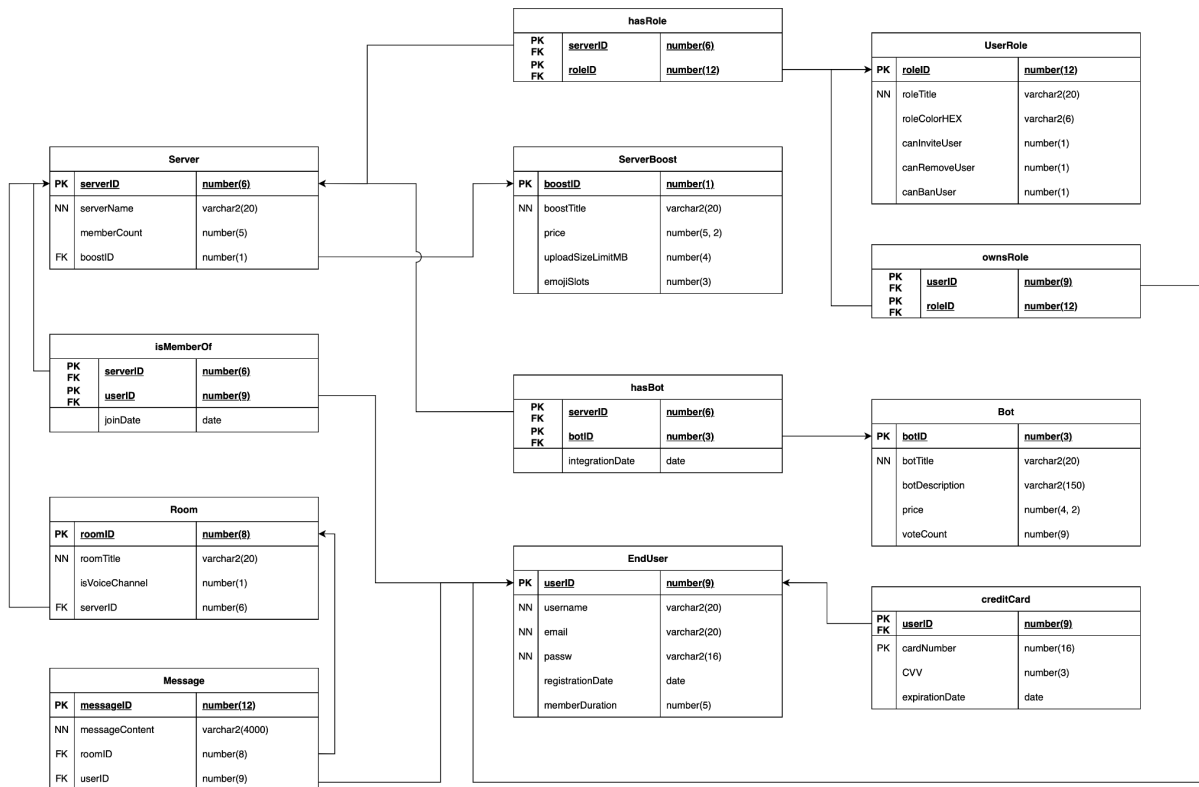 hasRole
PK FK serverID number(6)
PK FK roleID number(12)
UserRole
PK roleID number(12)
NN roleTitle varchar2(20)
roleColorHEX varchar2(6)
canInviteUser number(1)
canRemoveUser number(1)
canBanUser number(1)
Server
PK serverID number(6)
NN serverName varchar2(20)
memberCount number(5)
FK boostID number(1)
ServerBoost
PK boostID number(1)
NN boostTitle varchar2(20)
price number(5, 2)
uploadSizeLimitMB number(4)
emojiSlots number(3)
ownsRole
PK FK userID number(9)
PK FK roleID number(12)
isMemberOf
PK FK serverID number(6)
PK FK userID number(9)
joinDate date
hasBot
PK FK serverID number(6)
PK FK botID number(3)
integrationDate date
Bot
PK botID number(3)
NN botTitle varchar2(20)
botDescription varchar2(150)
price number(4, 2)
voteCount number(9)
Room
PK roomID number(8)
NN roomTitle varchar2(20)
isVoiceChannel number(1)
FK serverID number(6)
EndUser
PK userID number(9)
NN username varchar2(20)
NN email varchar2(20)
NN passw varchar2(16)
registrationDate date
memberDuration number(5)
creditCard
PK FK userID number(9)
PK cardNumber number(16)
CVV number(3)
expirationDate date
Message
PK messageID number(12)
NN messageContent varchar2(4000)
FK roomID number(8)
FK userID number(9)